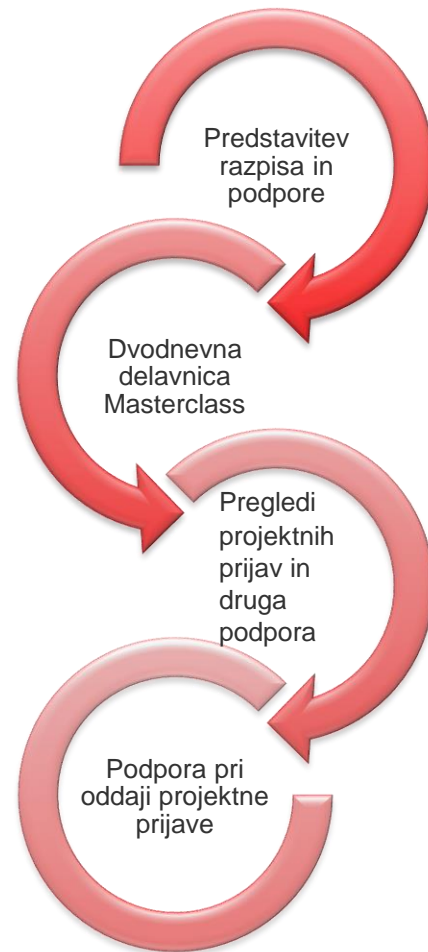 Predstavitev
razpisa in
podpore
Dvodnevna
delavnica
Masterclass
Pregledi
projektnih
prijav in
druga
podpora
Podpora pri
oddaji projektne
prijave